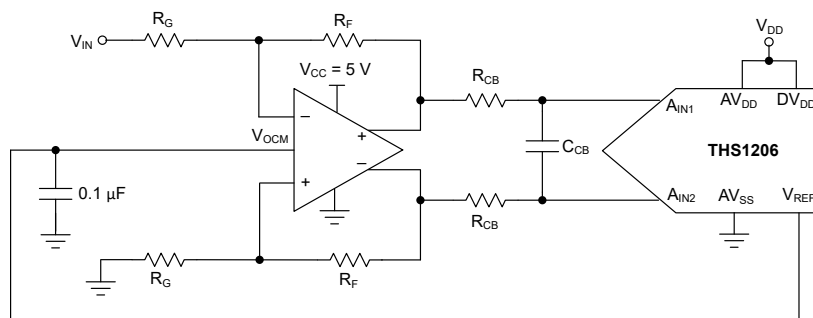 R_G
R_F
V_IN
V_CC = 5 V
V_DD
R_CB
A_IN1
AV_DD
DV_DD
−
V_OCM
+
−
C_CB
THS1206
0.1 µF
+
A_IN2
AV_SS
V_REF
R_CB
R_G
R_F